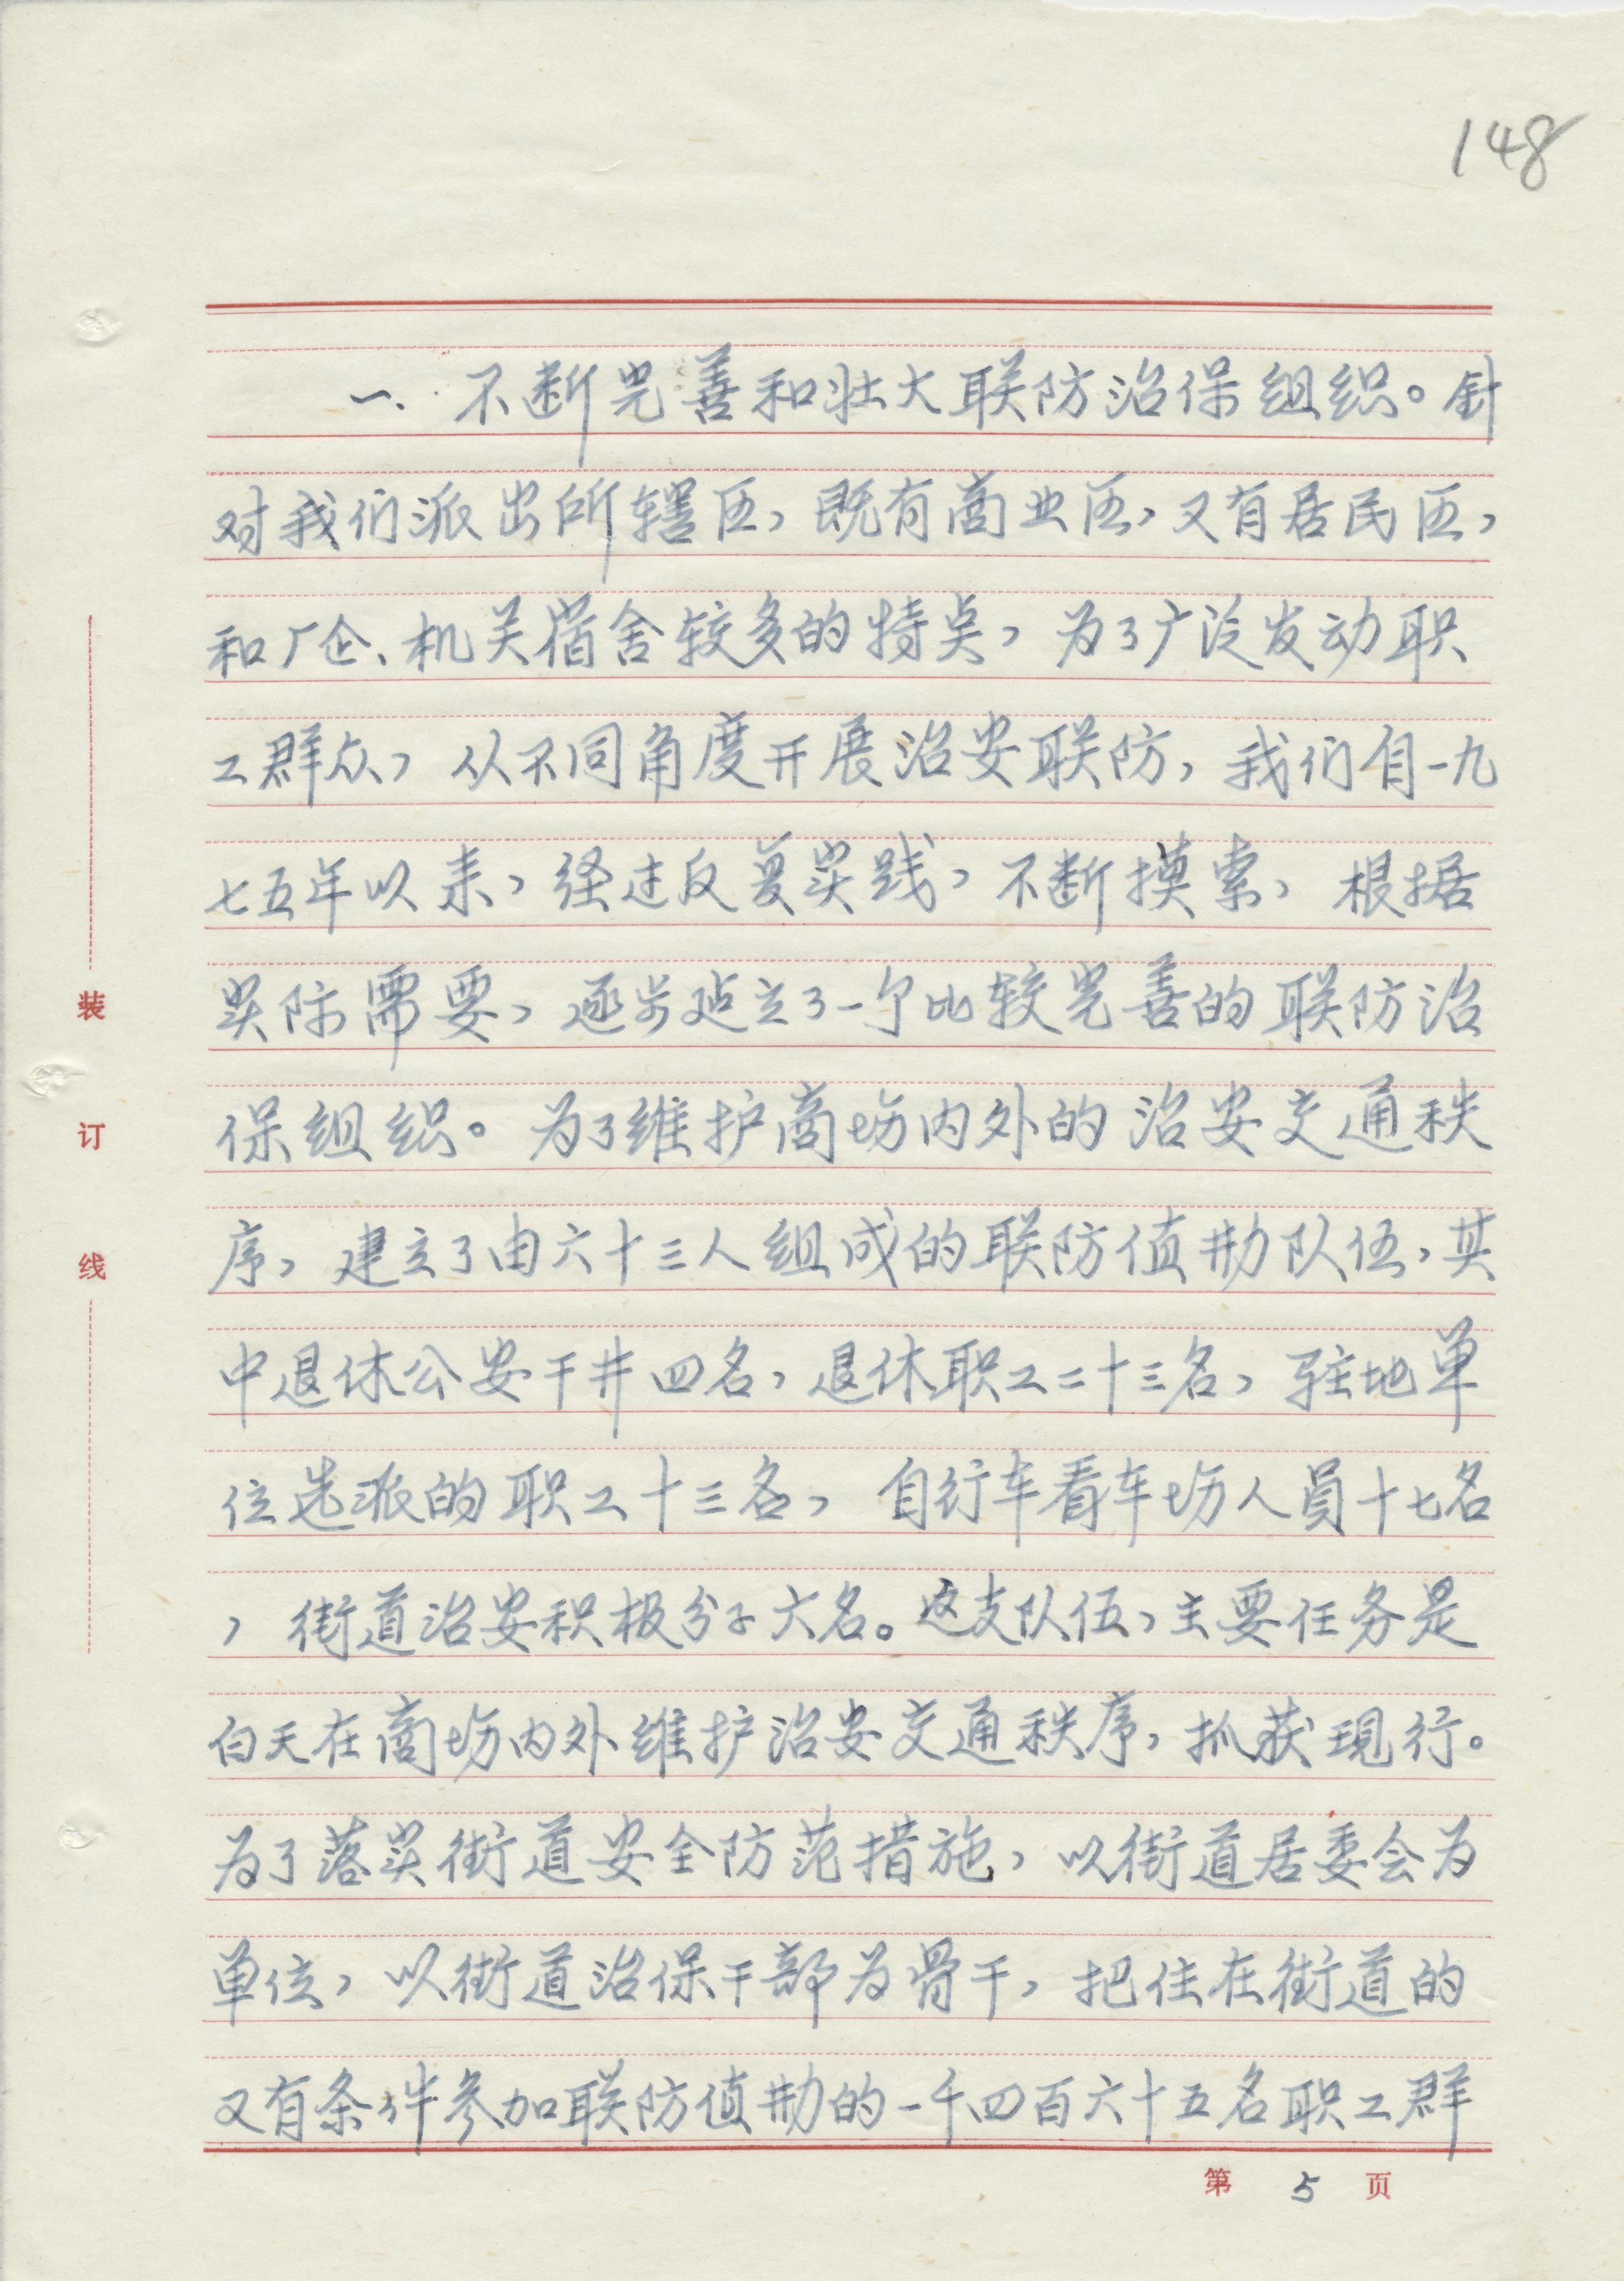 148
一、不断完善和壮大联防治保组织。针
对我们派出所辖区，既有商业区，又有居民区，
和厂企、机关宿舍较多的特点，为了广泛发动职
工群众，从不同角度开展治安联防，我们自一九
七五年以来，经过反复实践，不断摸索，根据
实际需要，逐步建立了一个比较完善的联防治
保组织。为了维护商场内外的治安交通秩
序，建立了由六十三人组成的联防值勤队伍，其
中退休公安干井四名，退休职工二十三名，驻地单
位选派的职工十三名，自行车看车场人员十七名
，街道治安积极分子六名。这支队伍，主要任务是
白天在商场内外维护治安交通秩序，抓获现行。
为了落实街道安全防范措施，以街道居委会为
单位，以街道治保干部为骨干，把住在街道的
又有条件参加联防值勤的一千四百六十五名职工群
装
订
线
第 5 页